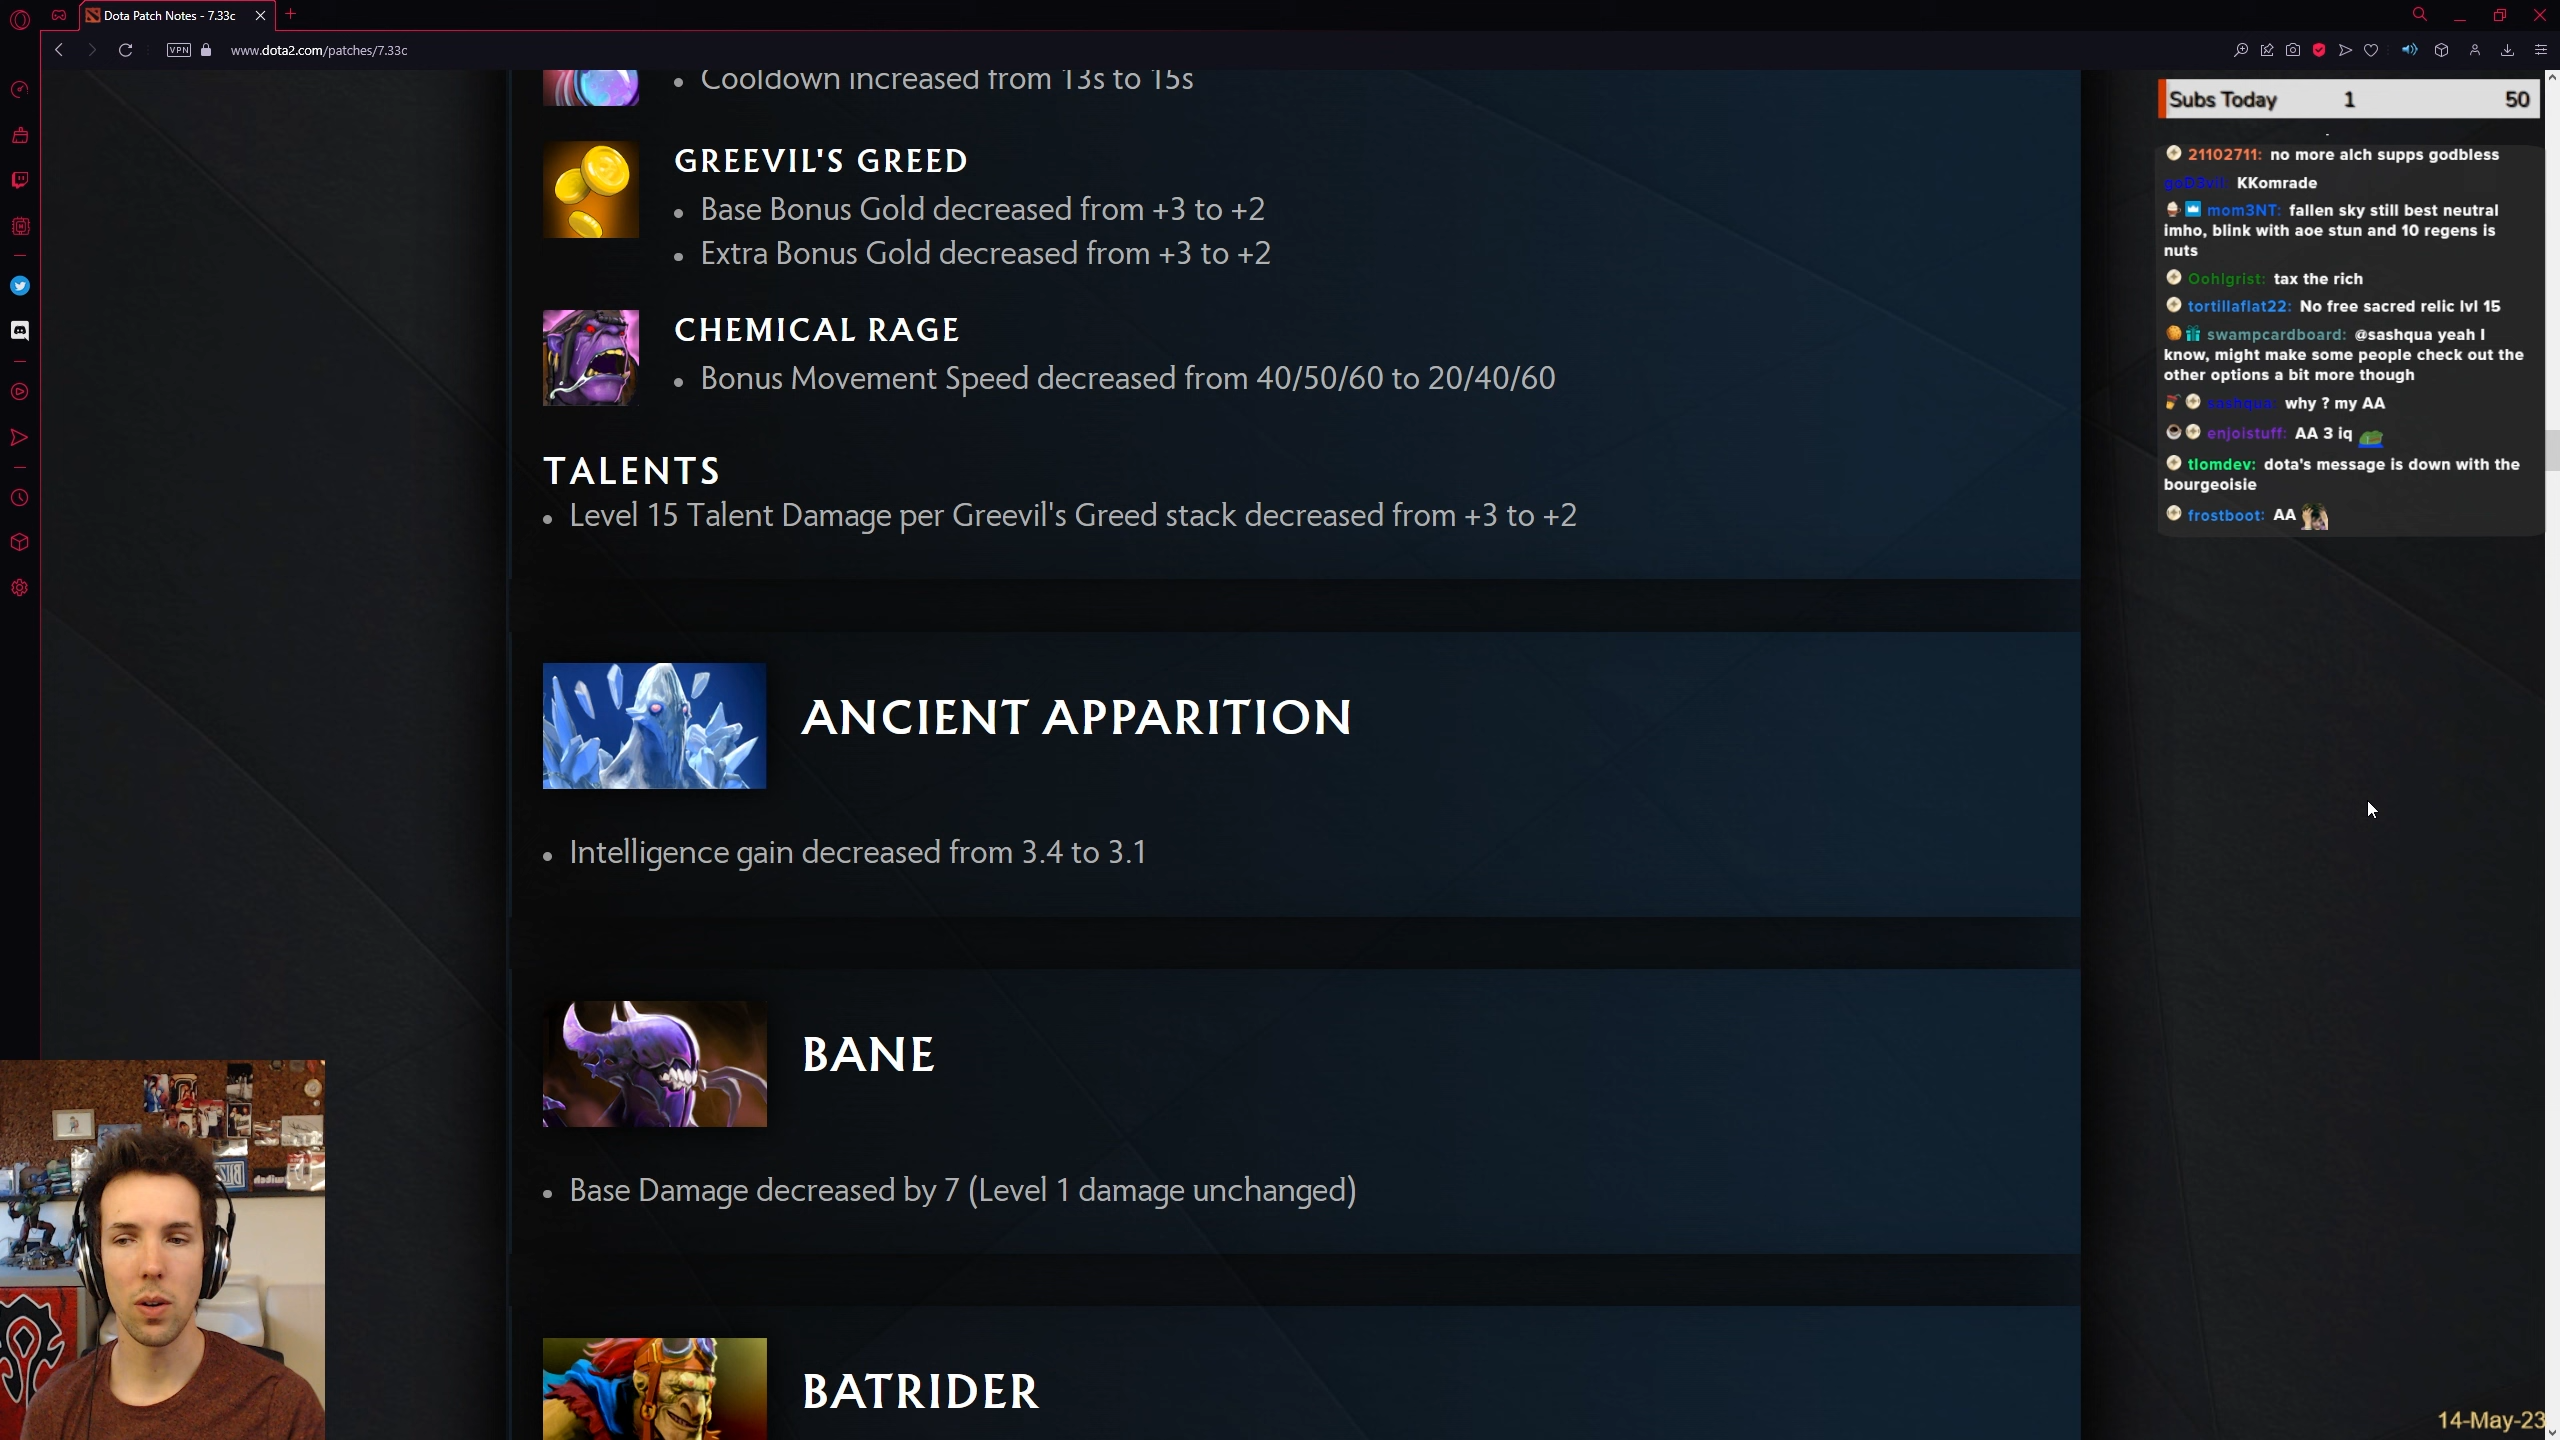 Dota Patch Notes - 7.33c
VPN
www.dota2.com/patches/7.33c
Cooldown increased from 13s to 15s
GREEVIL'S GREED
Base Bonus Gold decreased from +3 to +2
Extra Bonus Gold decreased from +3 to +2
CHEMICAL RAGE
Bonus Movement Speed decreased from 40/50/60 to 20/40/60
TALENTS
Level 15 Talent Damage per Greevil's Greed stack decreased from +3 to +2
ANCIENT APPARITION
Intelligence gain decreased from 3.4 to 3.1
BANE
Base Damage decreased by 7 (Level 1 damage unchanged)
BATRIDER
Subs Today 1 50
21102711: no more alch supps godbless
goD3vil: KKomrade
mom3NT: fallen sky still best neutral
imho, blink with aoe stun and 10 regens is
nuts
Oohlgrist: tax the rich
tortillaflat22: No free sacred relic lvl 15
swampcardboard: @sashqua yeah I
know, might make some people check out the
other options a bit more though
sashqua: why ? my AA
enjoistuff: AA 3 iq
tlomdev: dota's message is down with the
bourgeoisie
frostboot: AA
14-May-23